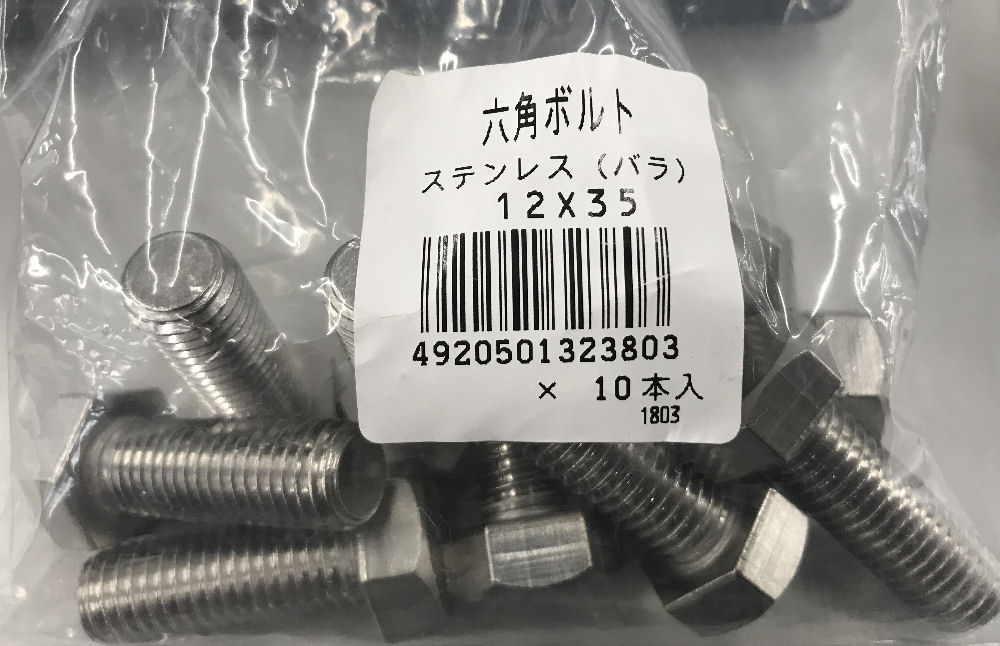 六角ボルト
ステンレス（バラ）
12X35
4920501323803
× 10本入
1803